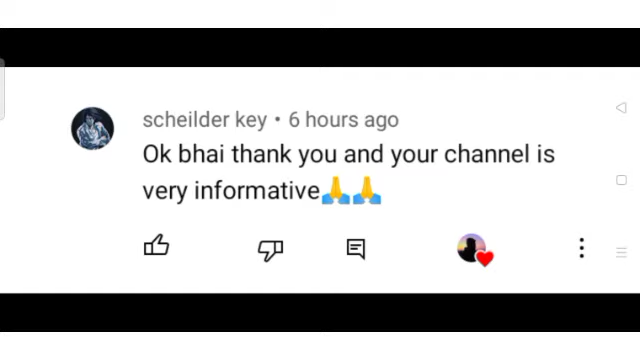 scheilder key • 6 hours ago
Ok bhai thank you and your channel is
very informative🙏🙏